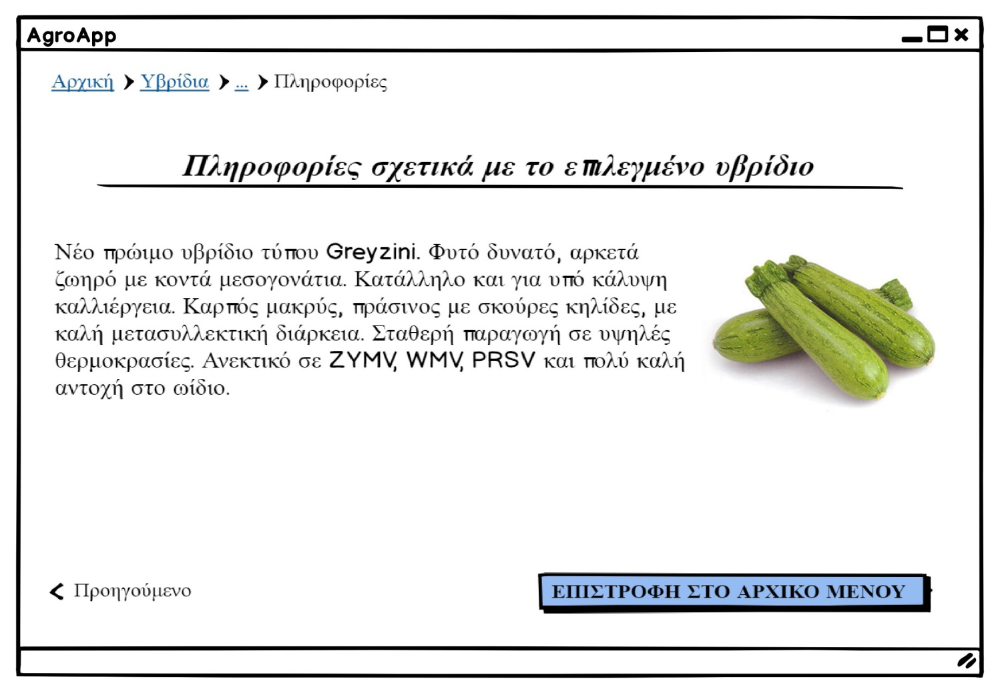 AgroApp
Αρχική > Υβρίδια > ... > Πληροφορίες
Πληροφορίες σχετικά με το επιλεγμένο υβρίδιο
Νέο πρώιμο υβρίδιο τύπου Greyzini. Φυτό δυνατό, αρκετά
ζωηρό με κοντά μεσογονάτια. Κατάλληλο και για υπό κάλυψη
καλλιέργεια. Καρπός μακρύς, πράσινος με σκούρες κηλίδες, με
καλή μετασυλλεκτική διάρκεια. Σταθερή παραγωγή σε υψηλές
θερμοκρασίες. Ανεκτικό σε ZYMV, WMV, PRSV και πολύ καλή
αντοχή στο ωίδιο.
< Προηγούμενο
ΕΠΙΣΤΡΟΦΗ ΣΤΟ ΑΡΧΙΚΟ ΜΕΝΟΥ